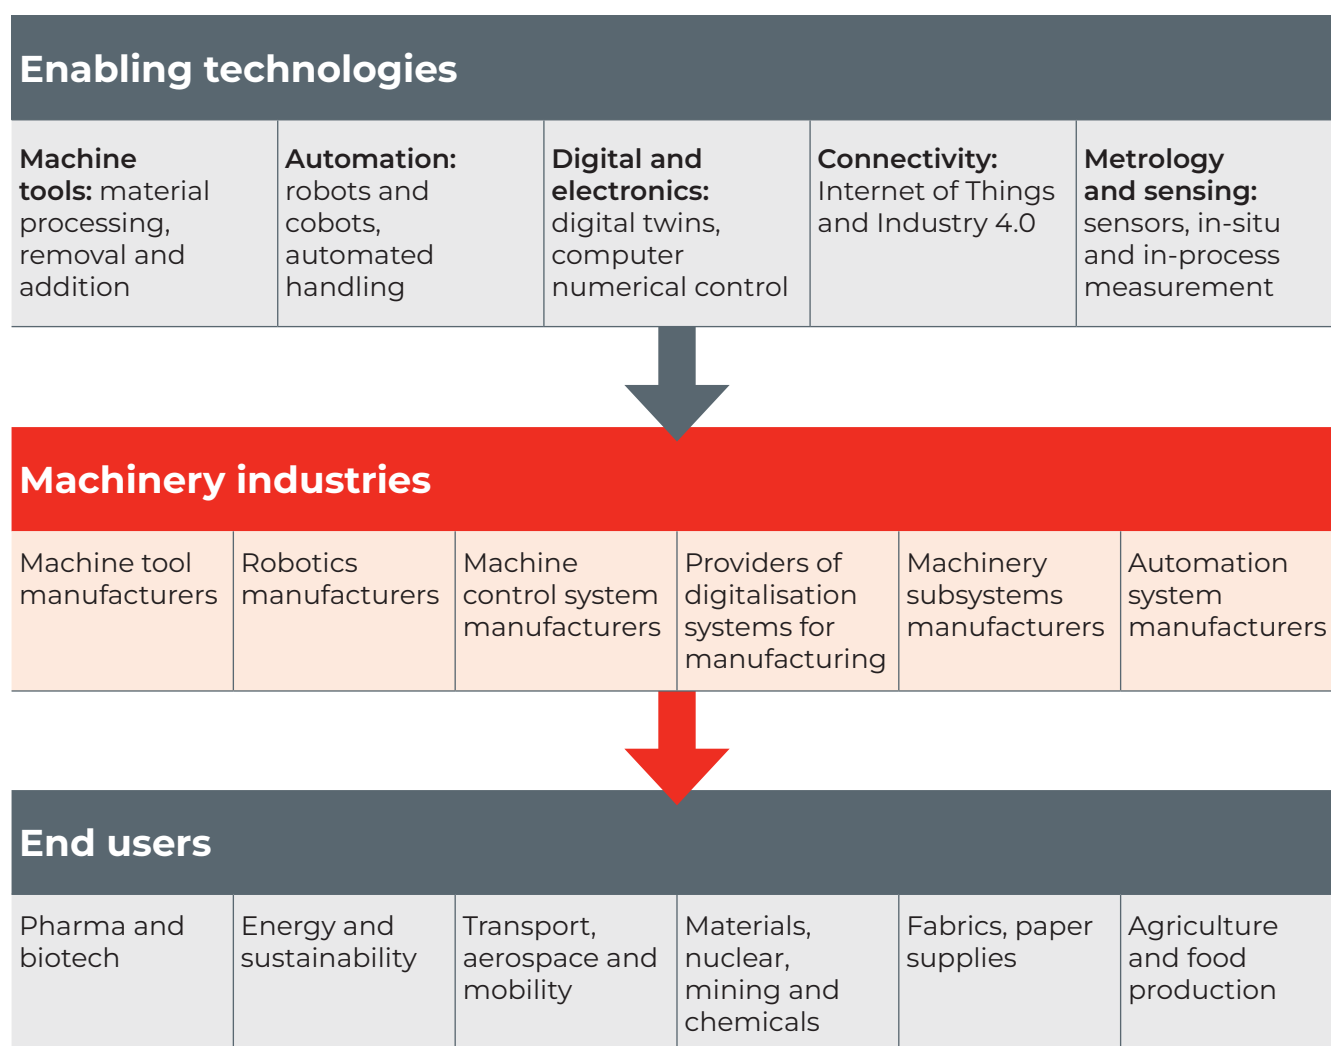 Enabling technologies
Machine
tools: material
processing,
removal and
addition
Automation:
robots and
cobots,
automated
handling
Digital and
electronics:
digital twins,
computer
numerical control
Connectivity:
Internet of Things
and Industry 4.0
Metrology
and sensing:
sensors, in-situ
and in-process
measurement
Machinery industries
Machine tool
manufacturers
Robotics
manufacturers
Machine
control system
manufacturers
Providers of
digitalisation
systems for
manufacturing
Machinery
subsystems
manufacturers
Automation
system
manufacturers
End users
Pharma and
biotech
Energy and
sustainability
Transport,
aerospace and
mobility
Materials,
nuclear,
mining and
chemicals
Fabrics, paper
supplies
Agriculture
and food
production